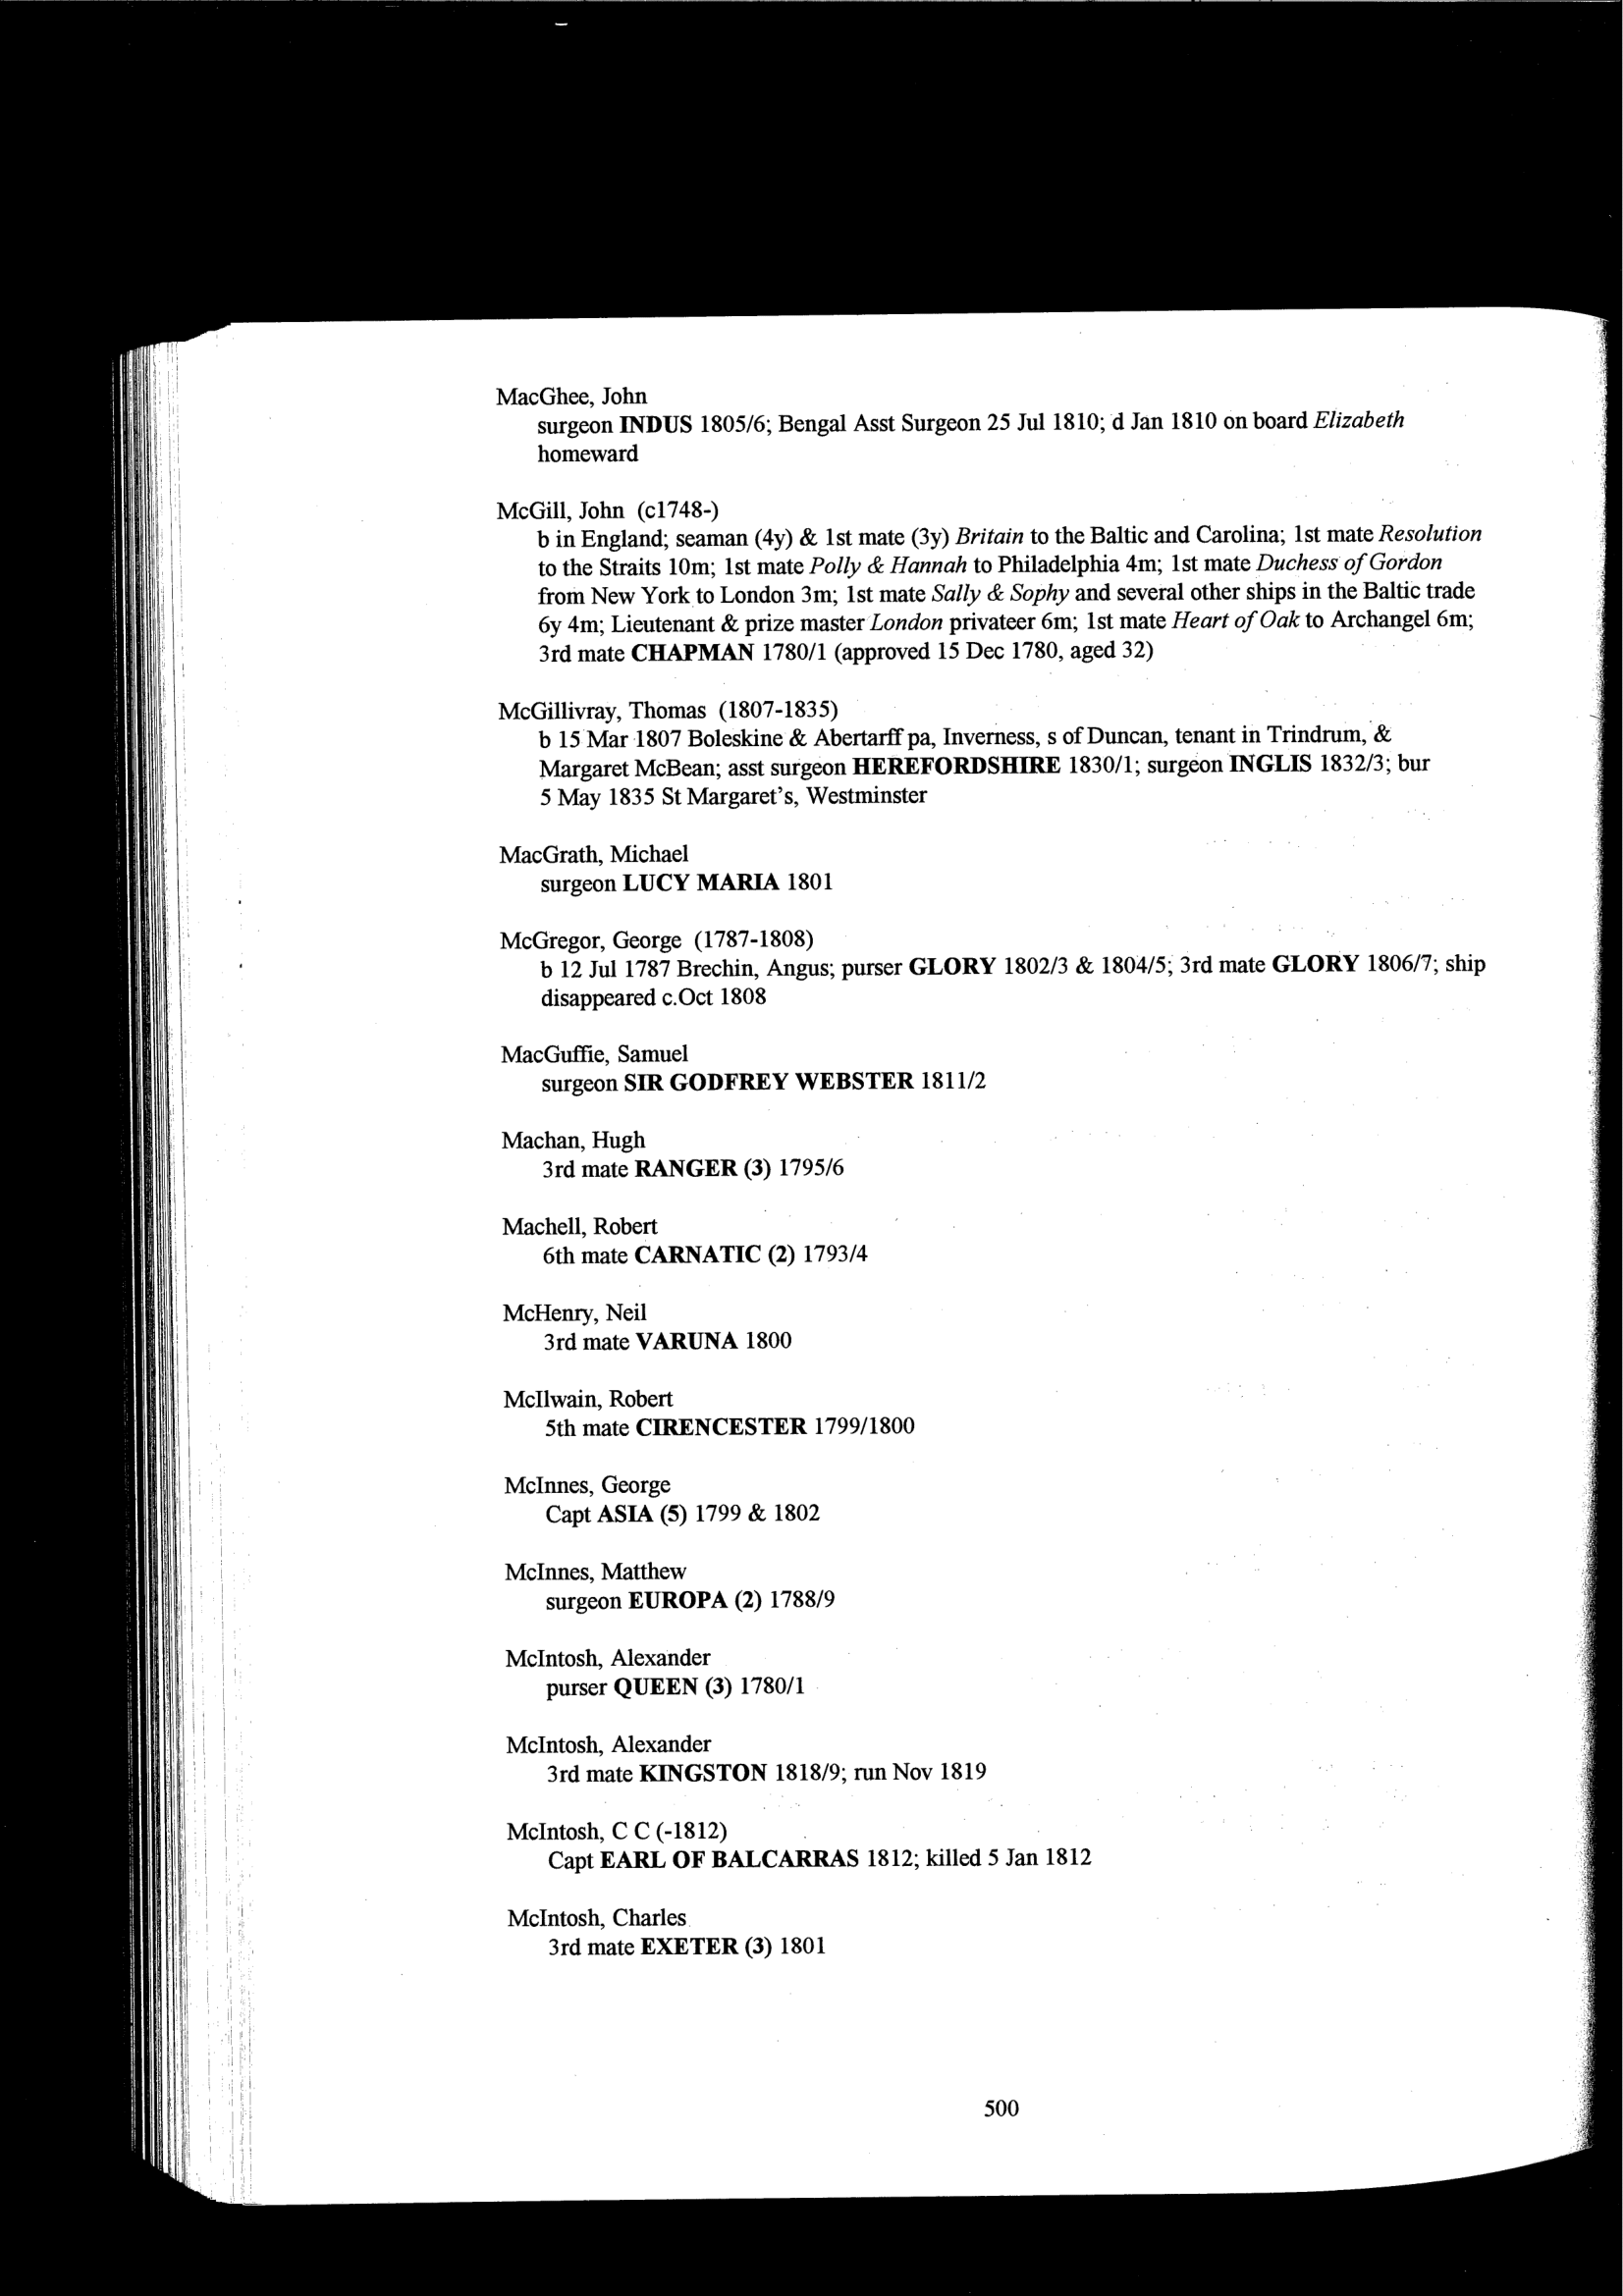 MacGhee, John
surgeon INDUS 1805/6; Bengal Asst Surgeon 25 Jul 1810; d Jan 1810 on board Elizabeth
homeward
McGill, John (c1748-)
b in England; seaman (4y) & 1st mate (3y) Britain to the Baltic and Carolina; 1st mate Resolution
to the Straits 10m; 1st mate Polly & Hannah to Philadelphia 4m; 1st mate Duchess of Gordon
from New York to London 3m; 1st mate Sally & Sophy and several other ships in the Baltic trade
6y 4m; Lieutenant & prize master London privateer 6m; 1st mate Heart of Oak to Archangel 6m;
3rd mate CHAPMAN 1780/1 (approved 15 Dec 1780, aged 32)
McGillivray, Thomas (1807-1835)
b 15 Mar 1807 Boleskine & Abertarff pa, Inverness, s of Duncan, tenant in Trindrum, &
Margaret McBean; asst surgeon HEREFORDSHIRE 1830/1; surgeon INGLIS 1832/3; bur
5 May 1835 St Margaret's, Westminster
MacGrath, Michael
surgeon LUCY MARIA 1801
McGregor, George (1787-1808)
b 12 Jul 1787 Brechin, Angus; purser GLORY 1802/3 & 1804/5; 3rd mate GLORY 1806/7; ship
disappeared c.Oct 1808
MacGuffie, Samuel
surgeon SIR GODFREY WEBSTER 1811/2
Machan, Hugh
3rd mate RANGER (3) 1795/6
Machell, Robert
6th mate CARNATIC (2) 1793/4
McHenry, Neil
3rd mate VARUNA 1800
McIlwain, Robert
5th mate CIRENCESTER 1799/1800
McInnes, George
Capt ASIA (5) 1799 & 1802
McInnes, Matthew
surgeon EUROPA (2) 1788/9
McIntosh, Alexander
purser QUEEN (3) 1780/1
McIntosh, Alexander
3rd mate KINGSTON 1818/9; run Nov 1819
McIntosh, C C (-1812)
Capt EARL OF BALCARRAS 1812; killed 5 Jan 1812
McIntosh, Charles
3rd mate EXETER (3) 1801
500